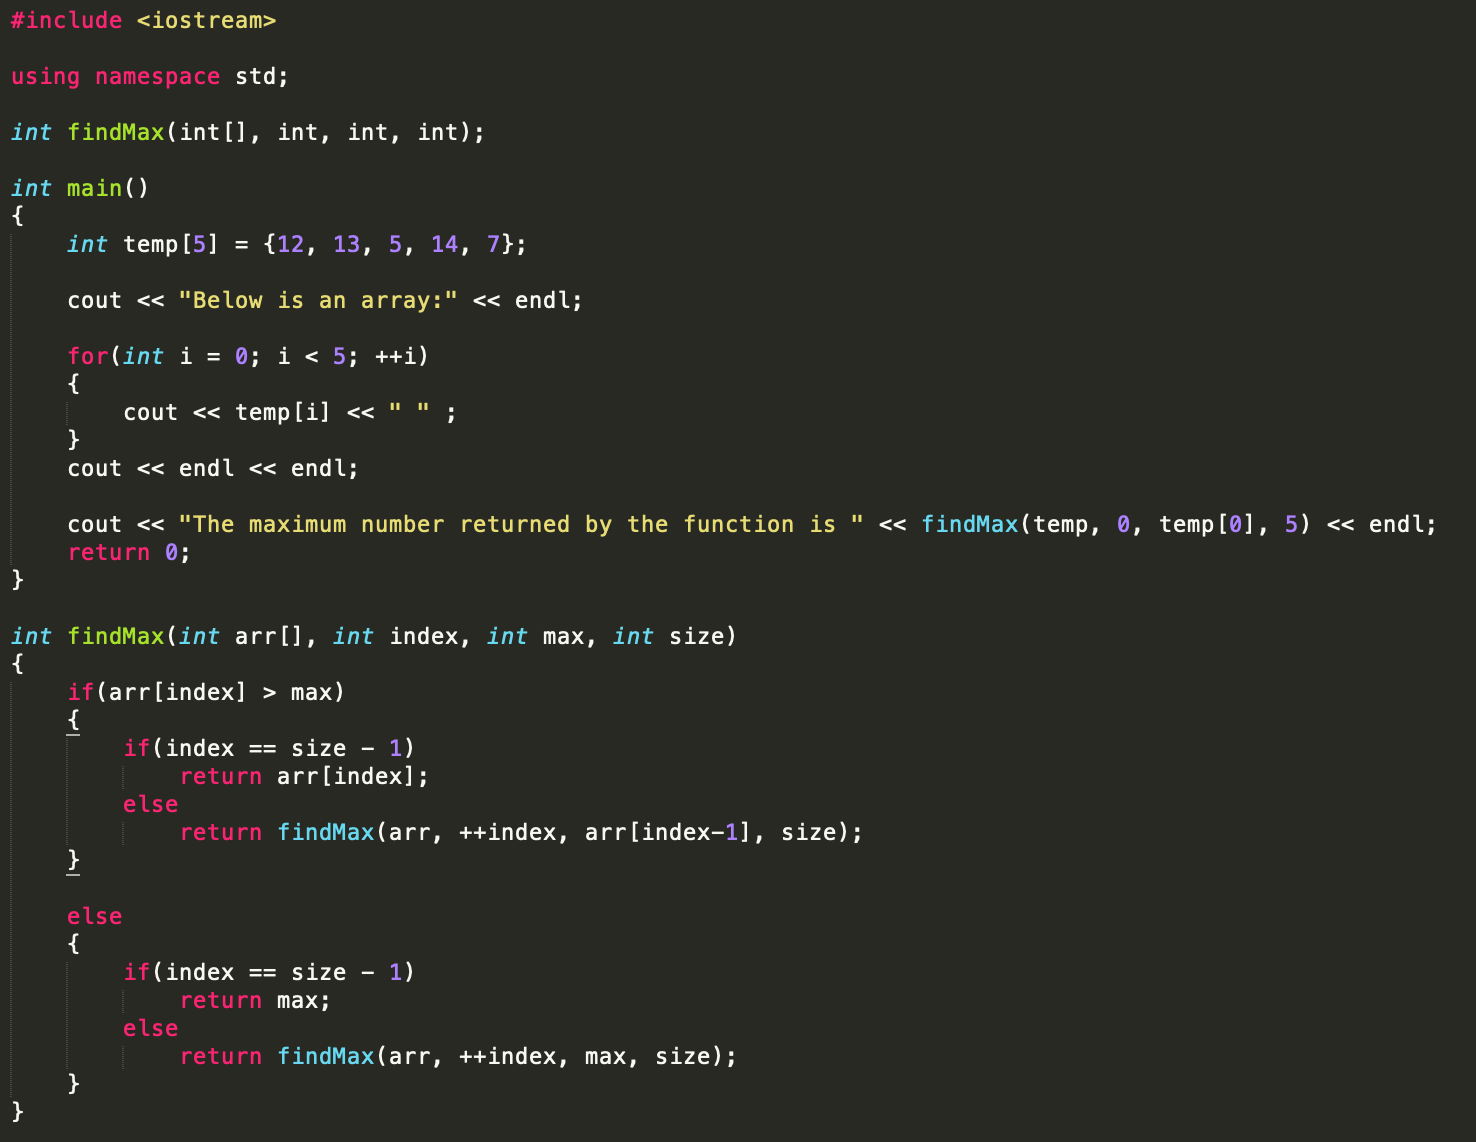 #include <iostream>
using namespace std;
int findMax(int[], int, int, int);
int main()
{
    int temp[5] = {12, 13, 5, 14, 7};
    cout << "Below is an array:" << endl;
    for(int i = 0; i < 5; ++i)
    {
        cout << temp[i] << " " ;
    }
    cout << endl << endl;
    cout << "The maximum number returned by the function is " << findMax(temp, 0, temp[0], 5) << endl;
    return 0;
}
int findMax(int arr[], int index, int max, int size)
{
    if(arr[index] > max)
    {
        if(index == size - 1)
            return arr[index];
        else
            return findMax(arr, ++index, arr[index-1], size);
    }
    else
    {
        if(index == size - 1)
            return max;
        else
            return findMax(arr, ++index, max, size);
    }
}